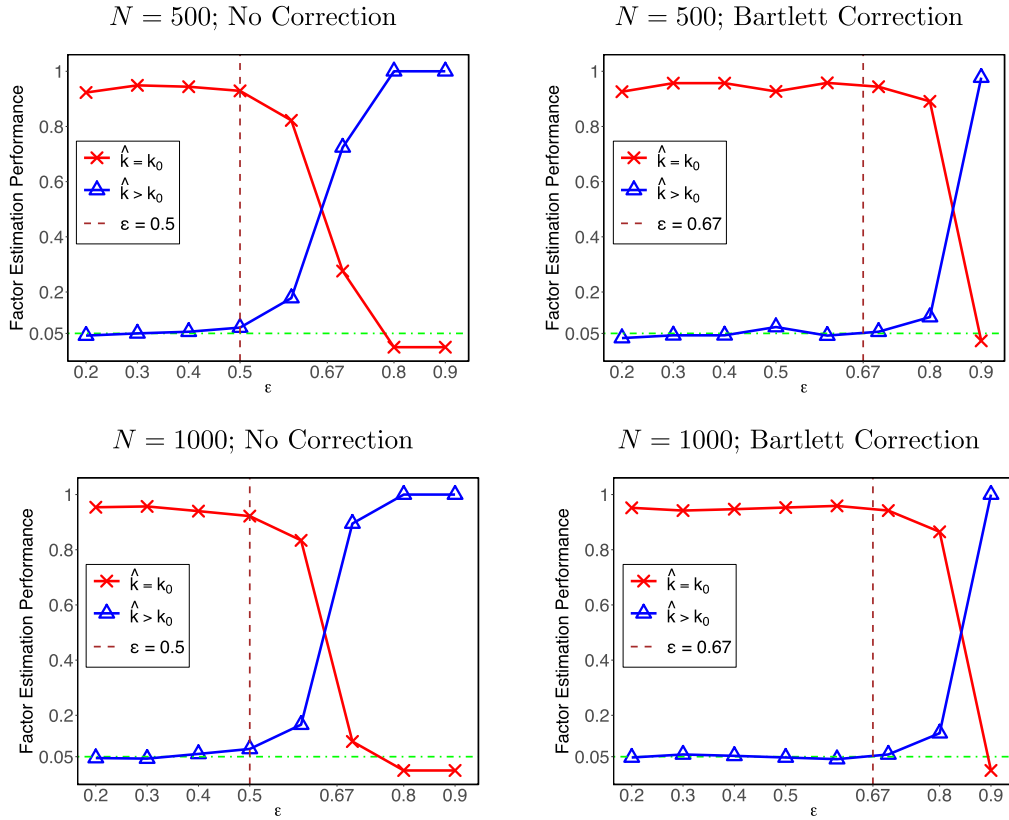 N = 500; No Correction
Factor Estimation Performance
1
0.8
0.6
0.4
0.2
0.05
k̂ = k₀
k̂ > k₀
ε = 0.5
0.2 0.3 0.4 0.5 0.67 0.8 0.9
ε
N = 500; Bartlett Correction
Factor Estimation Performance
1
0.8
0.6
0.4
0.2
0.05
k̂ = k₀
k̂ > k₀
ε = 0.67
0.2 0.3 0.4 0.5 0.67 0.8 0.9
ε
N = 1000; No Correction
Factor Estimation Performance
1
0.8
0.6
0.4
0.2
0.05
k̂ = k₀
k̂ > k₀
ε = 0.5
0.2 0.3 0.4 0.5 0.67 0.8 0.9
ε
N = 1000; Bartlett Correction
Factor Estimation Performance
1
0.8
0.6
0.4
0.2
0.05
k̂ = k₀
k̂ > k₀
ε = 0.67
0.2 0.3 0.4 0.5 0.67 0.8 0.9
ε